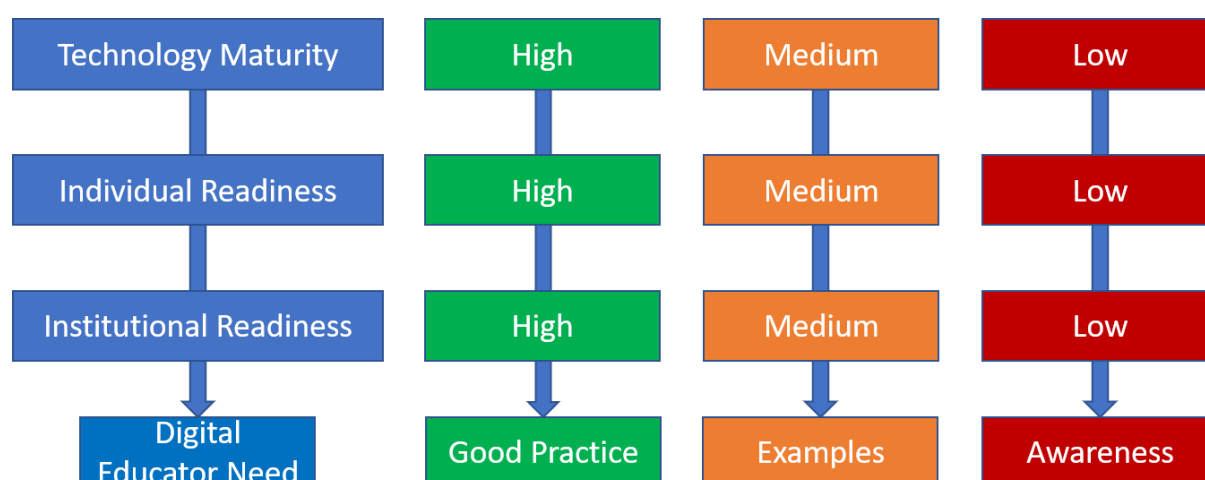 Technology Maturity High Medium Low
Individual Readiness High Medium Low
Institutional Readiness High Medium Low
Digital
Educator Need Good Practice Examples Awareness